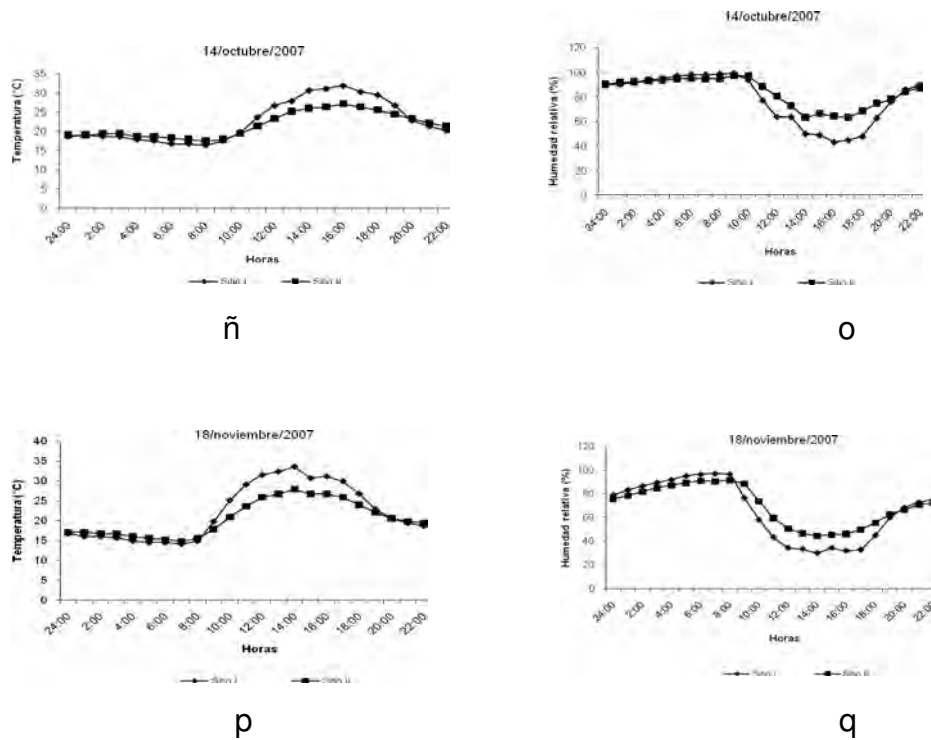 14/octubre/2007
Temperatura (°C)
35
30
25
20
15
10
5
0
24:00 2:00 4:00 6:00 8:00 10:00 12:00 14:00 16:00 18:00 20:00 22:00
Horas
Sitio I Sitio II
ñ
14/octubre/2007
Humedad relativa (%)
120
100
80
60
40
20
0
24:00 2:00 4:00 6:00 8:00 10:00 12:00 14:00 16:00 18:00 20:00 22:00
Horas
Sitio I Sitio II
o
18/noviembre/2007
Temperatura (°C)
40
35
30
25
20
15
10
5
0
24:00 2:00 4:00 6:00 8:00 10:00 12:00 14:00 16:00 18:00 20:00 22:00
Horas
Sitio I Sitio II
p
18/noviembre/2007
Humedad relativa (%)
120
100
80
60
40
20
0
24:00 2:00 4:00 6:00 8:00 10:00 12:00 14:00 16:00 18:00 20:00 22:00
Horas
Sitio I Sitio II
q